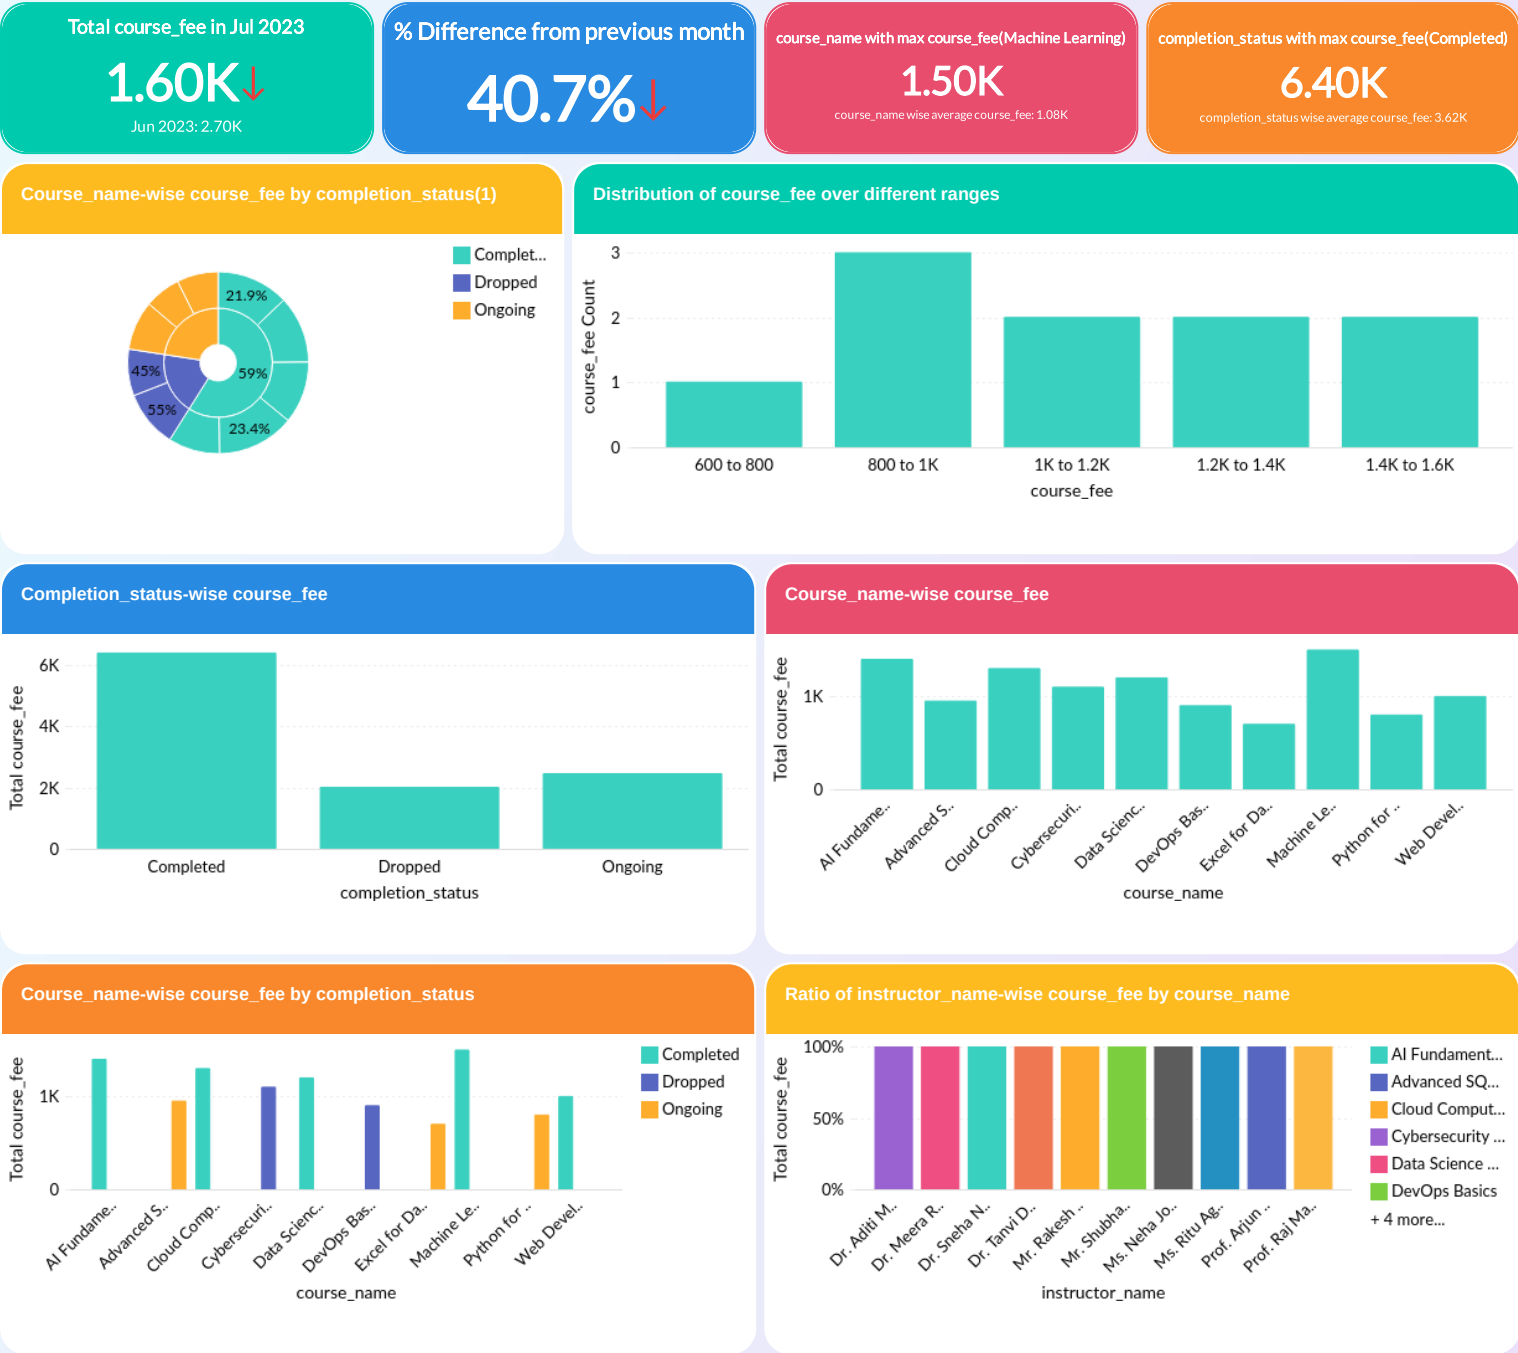 Total course_fee in Jul 2023
1.60K
Jun 2023: 2.70K
% Difference from previous month
40.7%
course_name with max course_fee(Machine Learning)
1.50K
course_name wise average course_fee: 1.08K
completion_status with max course_fee(Completed)
6.40K
completion_status wise average course_fee: 3.62K
Course_name-wise course_fee by completion_status(1)
21.9%
59%
23.4%
55%
45%
Complet...
Dropped
Ongoing
Distribution of course_fee over different ranges
course_fee Count
3
2
1
0
600 to 800
800 to 1K
1K to 1.2K
1.2K to 1.4K
1.4K to 1.6K
course_fee
Completion_status-wise course_fee
Total course_fee
6K
4K
2K
0
Completed
Dropped
Ongoing
completion_status
Course_name-wise course_fee
Total course_fee
1K
0
AI Fundame..
Advanced S..
Cloud Comp..
Cybersecuri..
Data Scienc..
DevOps Bas..
Excel for Da..
Machine Le..
Python for ..
Web Devel..
course_name
Course_name-wise course_fee by completion_status
Total course_fee
1K
0
AI Fundame..
Advanced S..
Cloud Comp..
Cybersecuri..
Data Scienc..
DevOps Bas..
Excel for Da..
Machine Le..
Python for ..
Web Devel..
course_name
Completed
Dropped
Ongoing
Ratio of instructor_name-wise course_fee by course_name
Total course_fee
100%
50%
0%
Dr. Aditi M..
Dr. Meera R..
Dr. Sneha N..
Dr. Tanvi D..
Mr. Rakesh ..
Mr. Shubha..
Ms. Neha Jo..
Ms. Ritu Ag..
Prof. Arjun ..
Prof. Raj Ma..
instructor_name
AI Fundament...
Advanced SQ...
Cloud Comput...
Cybersecurity ...
Data Science ...
DevOps Basics
+ 4 more...